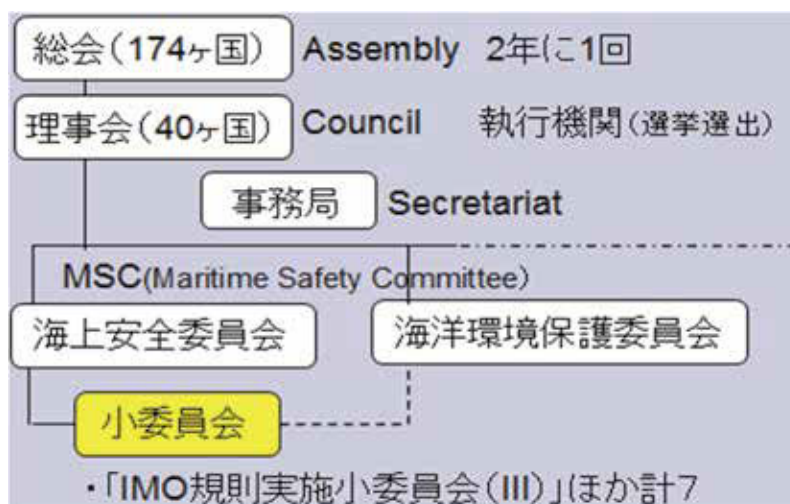 総会(174ヶ国) Assembly 2年に1回
理事会(40ヶ国) Council 執行機関(選挙選出)
事務局 Secretariat
MSC(Maritime Safety Committee)
海上安全委員会 海洋環境保護委員会
小委員会
・「IMO規則実施小委員会(III)」ほか計7